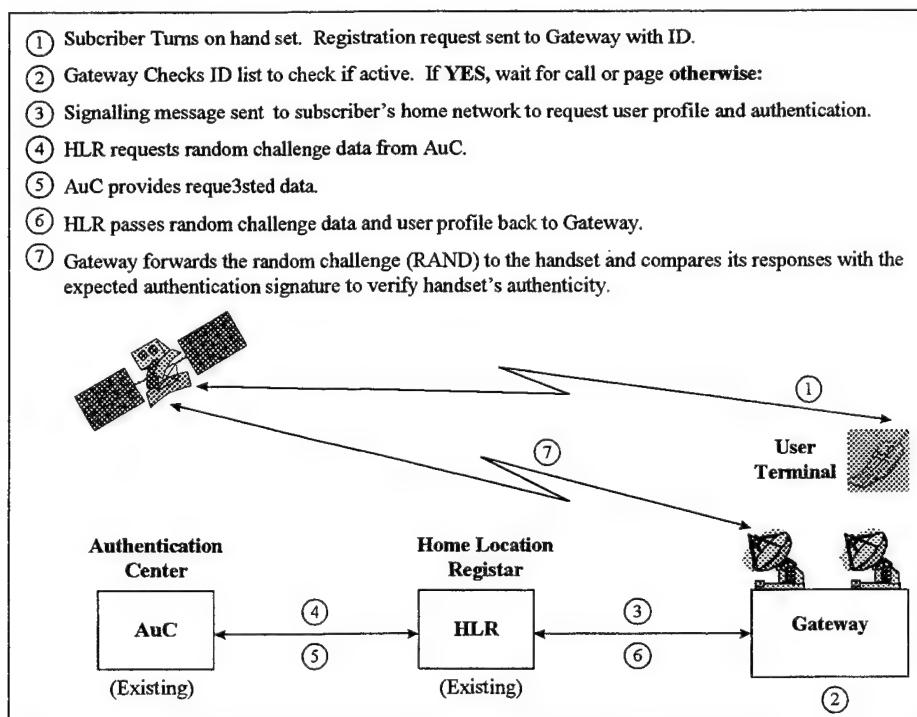 ① Subcriber Turns on hand set. Registration request sent to Gateway with ID.
② Gateway Checks ID list to check if active. If YES, wait for call or page otherwise:
③ Signalling message sent to subscriber's home network to request user profile and authentication.
④ HLR requests random challenge data from AuC.
⑤ AuC provides reque3sted data.
⑥ HLR passes random challenge data and user profile back to Gateway.
⑦ Gateway forwards the random challenge (RAND) to the handset and compares its responses with the
expected authentication signature to verify handset's authenticity.
①
User
Terminal
⑦
Authentication
Center
Home Location
Registar
AuC
④
⑤
HLR
③
⑥
Gateway
(Existing)
(Existing)
②